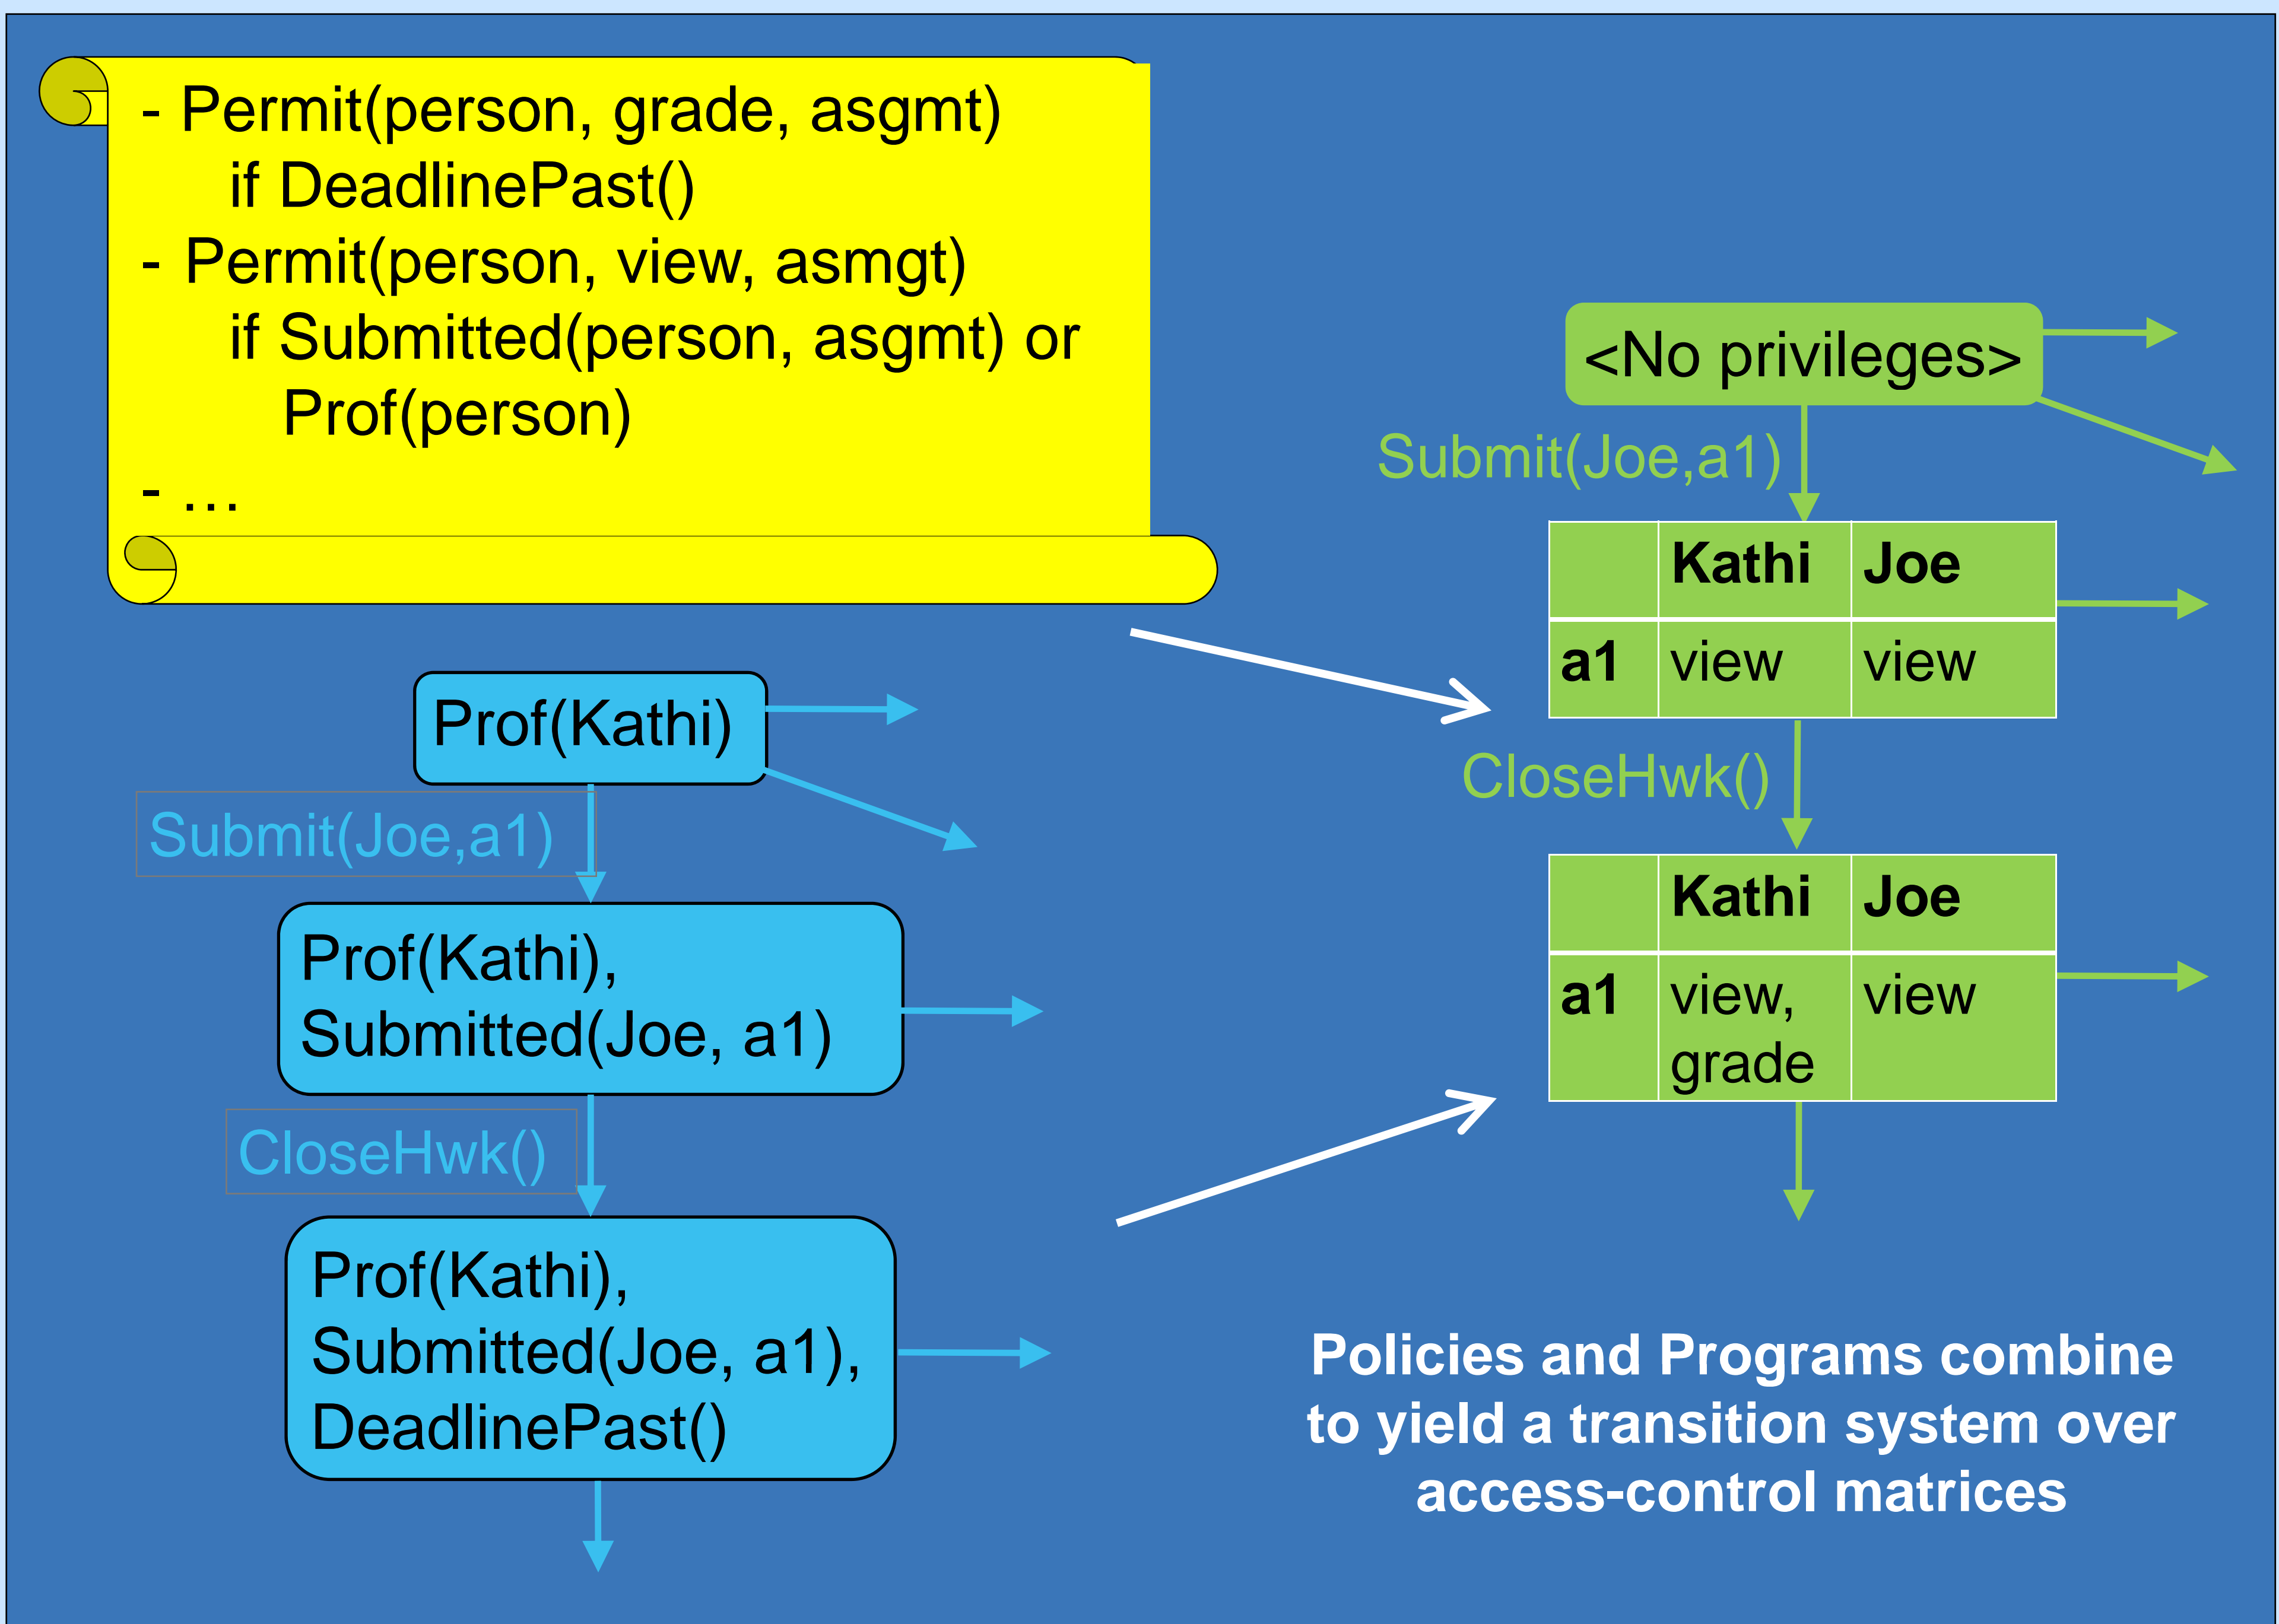 - Permit(person, grade, asgmt)
if DeadlinePast()
- Permit(person, view, asmgt)
if Submitted(person, asgmt) or
Prof(person)
- …
Prof(Kathi)
Submit(Joe,a1)
Prof(Kathi),
Submitted(Joe, a1)
CloseHwk()
Prof(Kathi),
Submitted(Joe, a1),
DeadlinePast()
<No privileges>
Submit(Joe,a1)
Kathi Joe
a1 view view
CloseHwk()
Kathi Joe
a1 view, view
grade
Policies and Programs combine
to yield a transition system over
access-control matrices